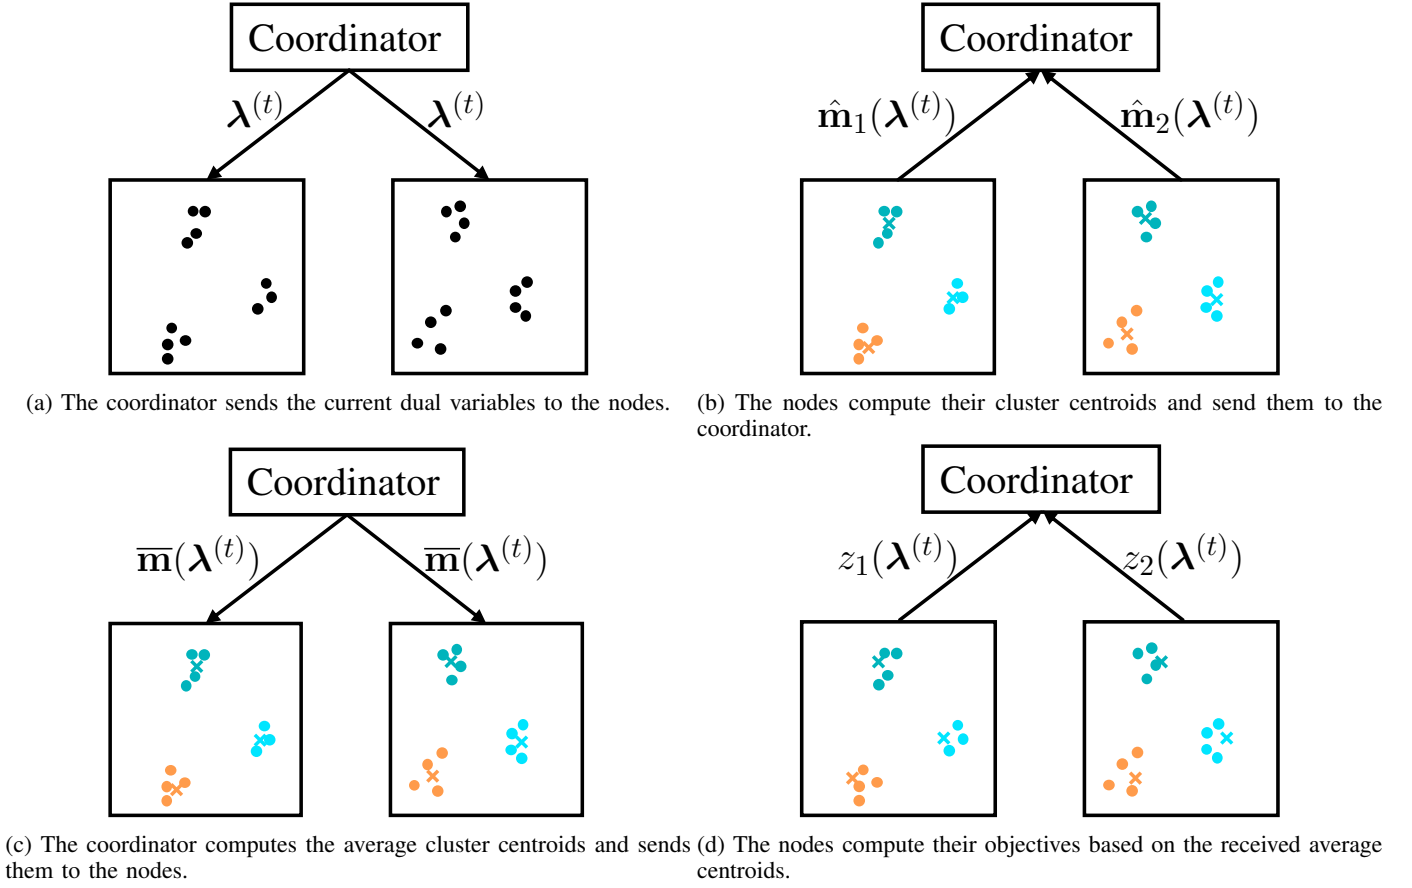 Coordinator
Coordinator
λ^(t)
λ^(t)
m̂₁(λ^(t))
m̂₂(λ^(t))
(a) The coordinator sends the current dual variables to the nodes.
(b) The nodes compute their cluster centroids and send them to the
coordinator.
Coordinator
Coordinator
m̅(λ^(t))
m̅(λ^(t))
z₁(λ^(t))
z₂(λ^(t))
(c) The coordinator computes the average cluster centroids and sends
them to the nodes.
(d) The nodes compute their objectives based on the received average
centroids.